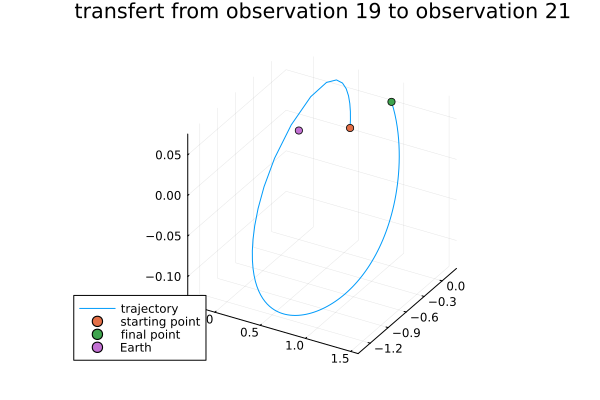 transfert from observation 19 to observation 21
0.05
0.00
−0.05
−0.10
0
0.5
1.0
1.5
0.0
−0.3
−0.6
−0.9
−1.2
trajectory
starting point
final point
Earth